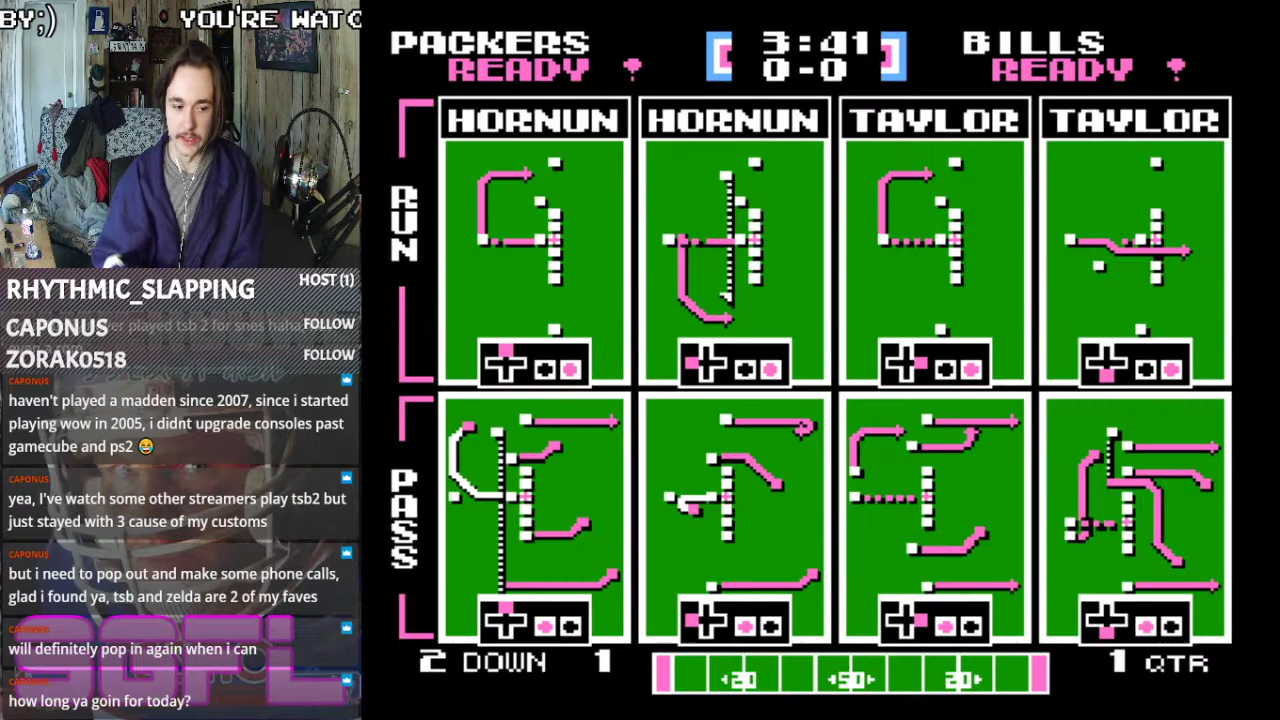 BY;) YOU'RE WATC
PACKERS 3:41 BILLS
READY 0-0 READY
HORNUN HORNUN TAYLOR TAYLOR
RUN
PASS
2 DOWN 1 1 QTR
20 50 20
RHYTHMIC_SLAPPING HOST (1)
CAPONUS FOLLOW
ZORAK0518 FOLLOW
CAPONUS
haven't played a madden since 2007, since i started
playing wow in 2005, i didnt upgrade consoles past
gamecube and ps2 😂
CAPONUS
yea, I've watch some other streamers play tsb2 but
just stayed with 3 cause of my customs
CAPONUS
but i need to pop out and make some phone calls,
glad i found ya, tsb and zelda are 2 of my faves
CAPONUS
will definitely pop in again when i can
CAPONUS
how long ya goin for today?